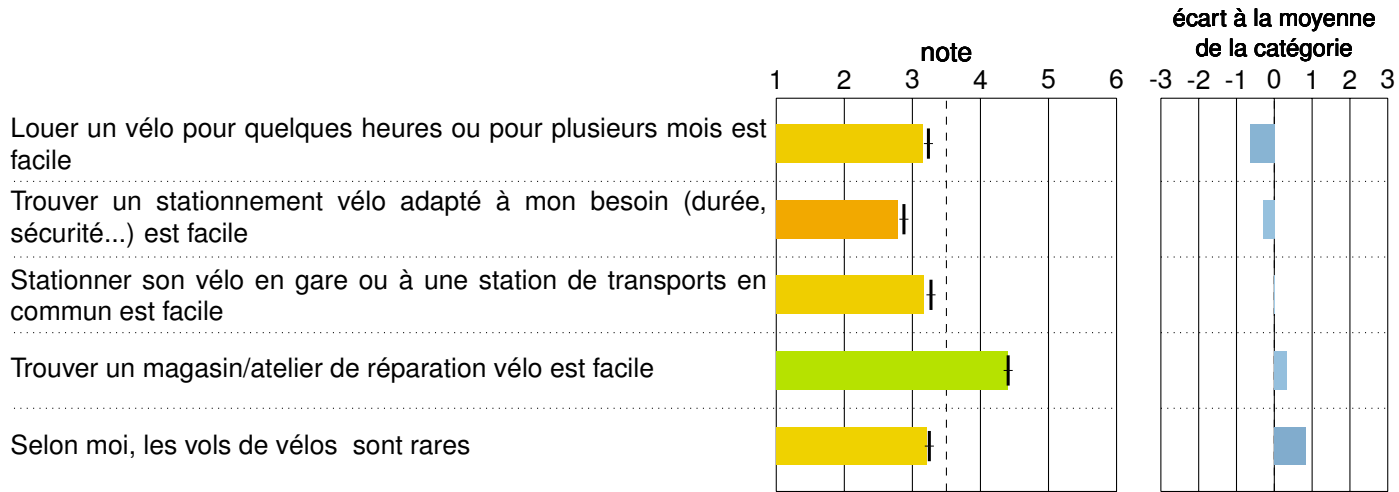 écart à la moyenne
note de la catégorie
1 2 3 4 5 6 -3 -2 -1 0 1 2 3
Louer un vélo pour quelques heures ou pour plusieurs mois est
facile
Trouver un stationnement vélo adapté à mon besoin (durée,
sécurité...) est facile
Stationner son vélo en gare ou à une station de transports en
commun est facile
Trouver un magasin/atelier de réparation vélo est facile
Selon moi, les vols de vélos sont rares